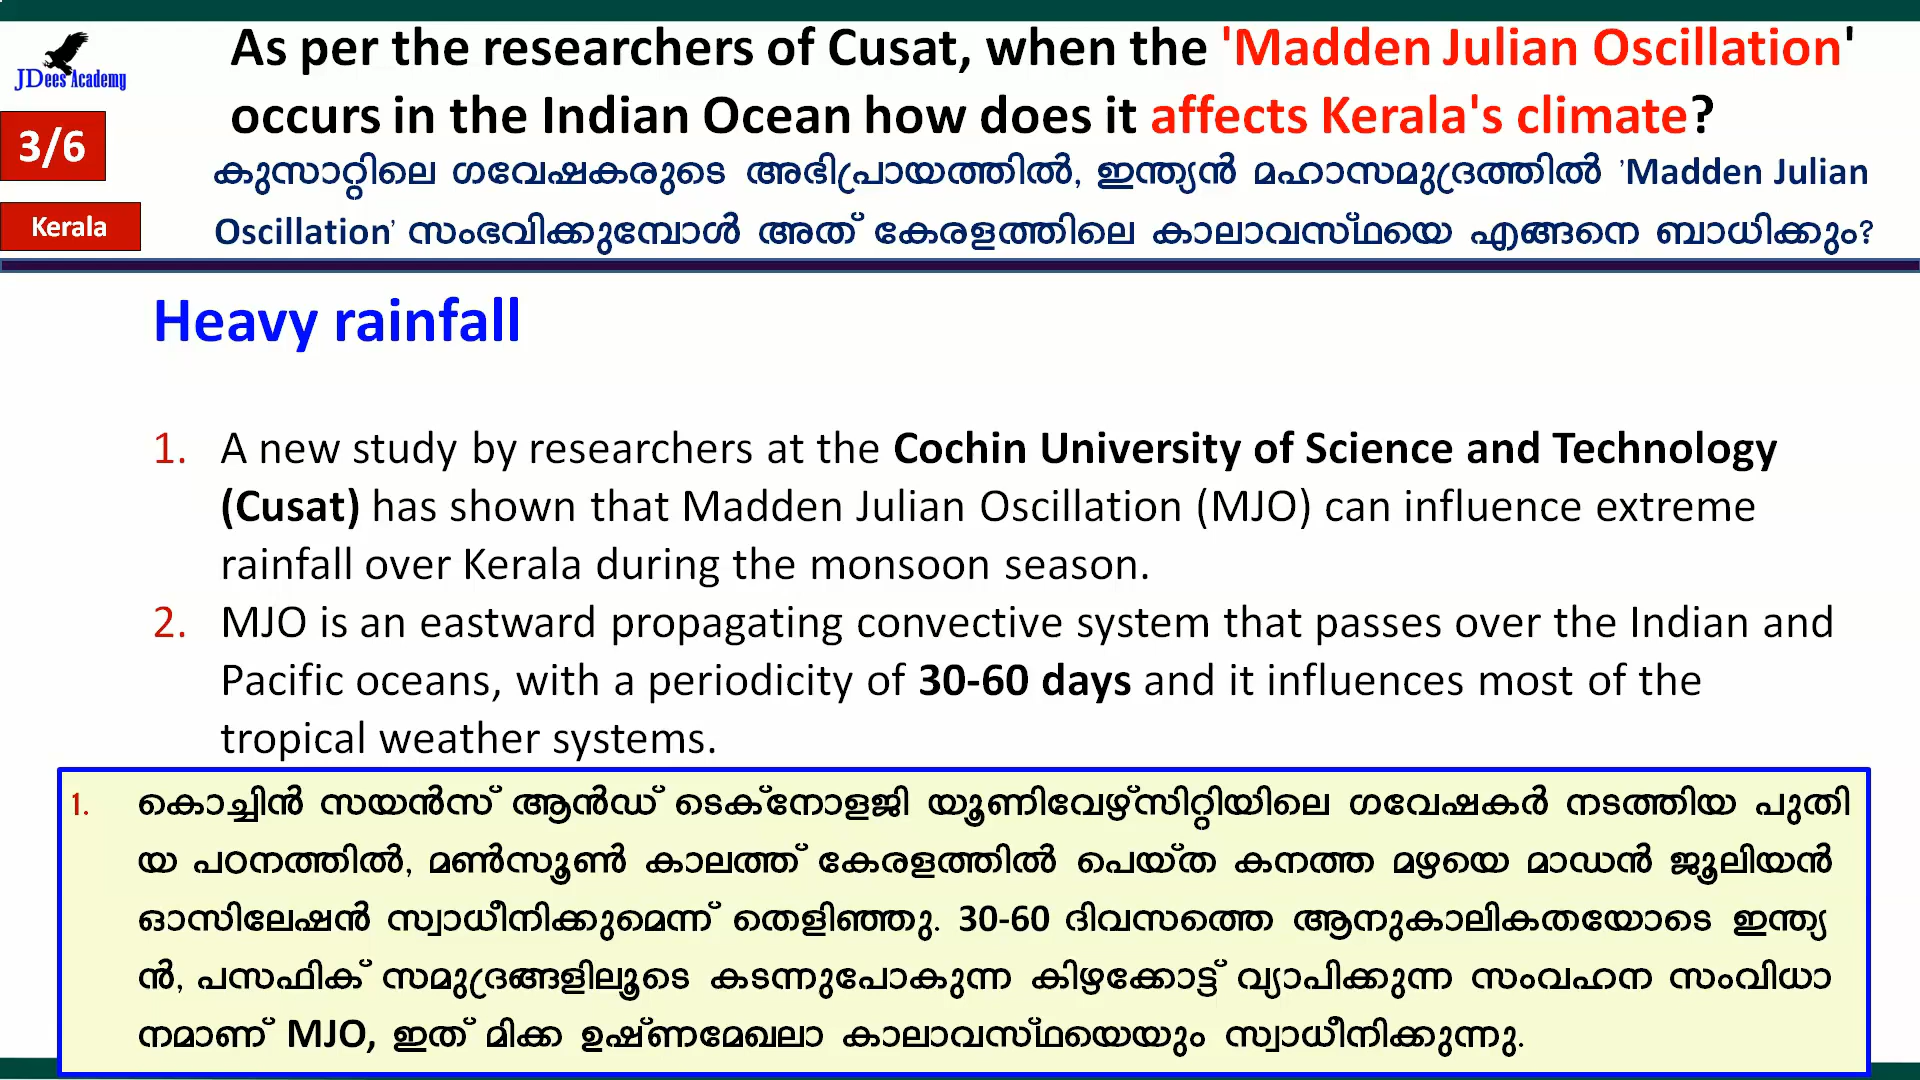 JDees Academy
3/6
Kerala
As per the researchers of Cusat, when the 'Madden Julian Oscillation'
occurs in the Indian Ocean how does it affects Kerala's climate?
കുസാറ്റിലെ ഗവേഷകരുടെ അഭിപ്രായത്തിൽ, ഇന്ത്യൻ മഹാസമുദ്രത്തിൽ 'Madden Julian
Oscillation' സംഭവിക്കുമ്പോൾ അത് കേരളത്തിലെ കാലാവസ്ഥയെ എങ്ങനെ ബാധിക്കും?
Heavy rainfall
1. A new study by researchers at the Cochin University of Science and Technology
(Cusat) has shown that Madden Julian Oscillation (MJO) can influence extreme
rainfall over Kerala during the monsoon season.
2. MJO is an eastward propagating convective system that passes over the Indian and
Pacific oceans, with a periodicity of 30-60 days and it influences most of the
tropical weather systems.
1. കൊച്ചിൻ സയൻസ് ആൻഡ് ടെക്നോളജി യൂണിവേഴ്സിറ്റിയിലെ ഗവേഷകർ നടത്തിയ പുതി
യ പഠനത്തിൽ, മൺസൂൺ കാലത്ത് കേരളത്തിൽ പെയ്ത കനത്ത മഴയെ മാഡൻ ജൂലിയൻ
ഓസിലേഷൻ സ്വാധീനിക്കുമെന്ന് തെളിഞ്ഞു. 30-60 ദിവസത്തെ ആനുകാലികതയോടെ ഇന്ത്യ
ൻ, പസഫിക് സമുദ്രങ്ങളിലൂടെ കടന്നുപോകുന്ന കിഴക്കോട്ട് വ്യാപിക്കുന്ന സംവഹന സംവിധാ
നമാണ് MJO, ഇത് മിക്ക ഉഷ്ണമേഖലാ കാലാവസ്ഥയെയും സ്വാധീനിക്കുന്നു.